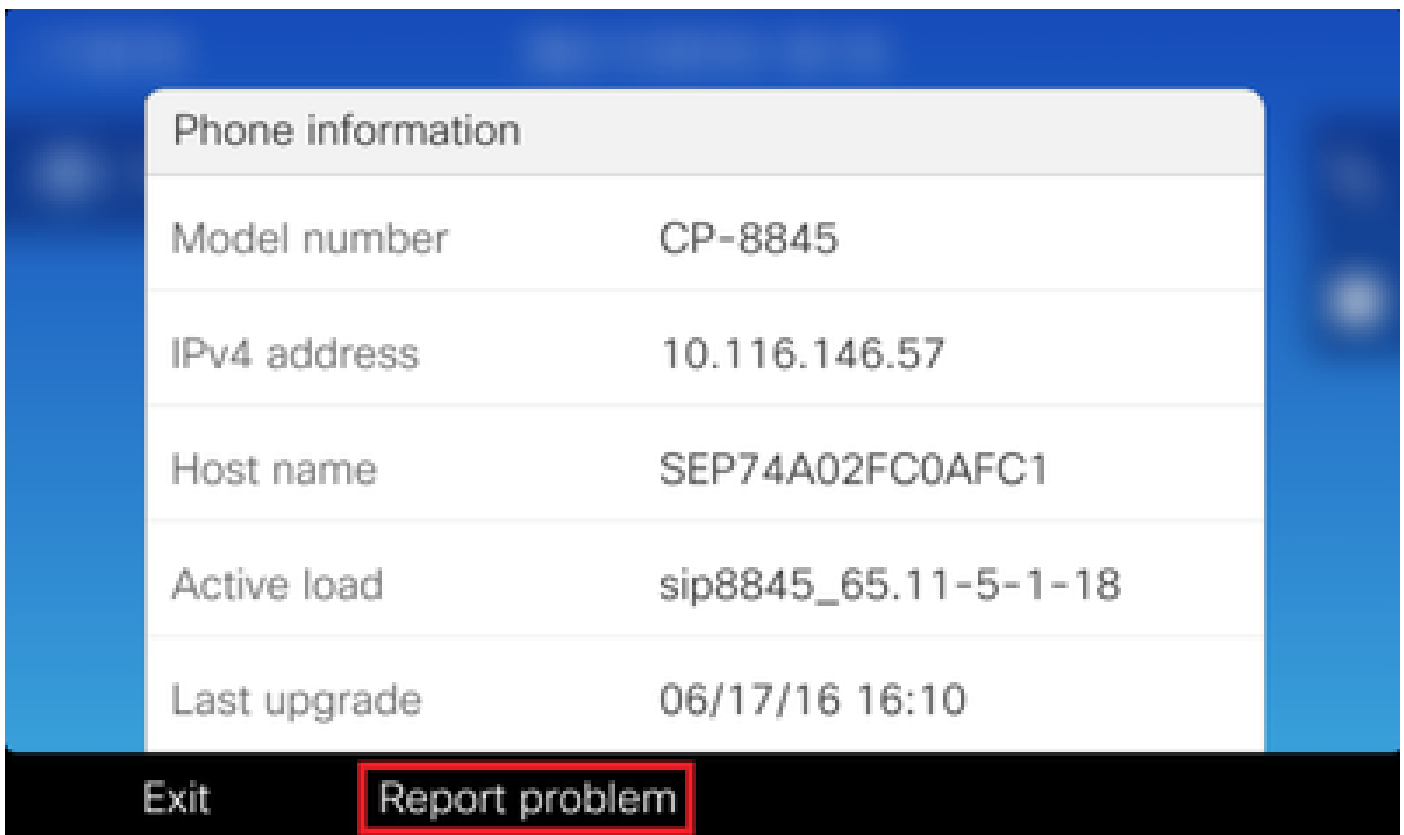 Phone information
Model number CP-8845
IPv4 address 10.116.146.57
Host name SEP74A02FC0AFC1
Active load sip8845_65.11-5-1-18
Last upgrade 06/17/16 16:10
Exit Report problem